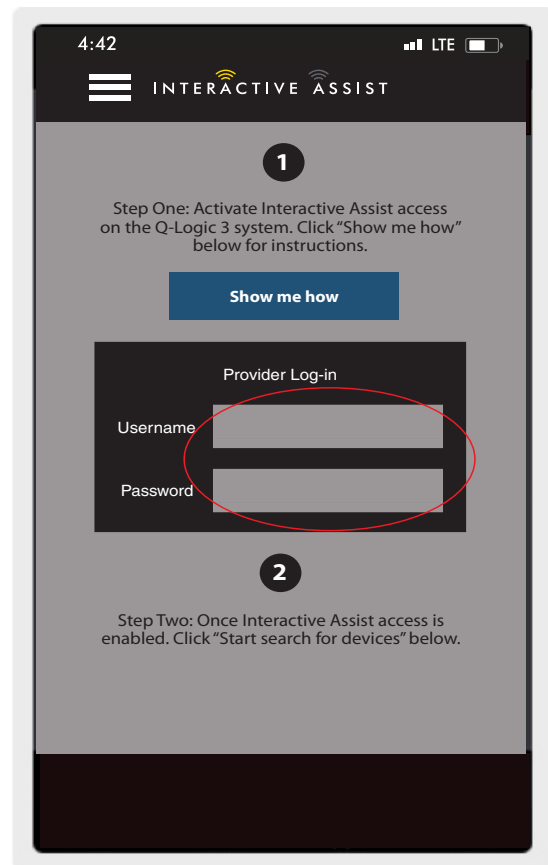 4:42
LTE
INTERACTIVE ASSIST
1
Step One: Activate Interactive Assist access
on the Q-Logic 3 system. Click “Show me how”
below for instructions.
Show me how
Provider Log-in
Username
Password
2
Step Two: Once Interactive Assist access is
enabled. Click “Start search for devices” below.